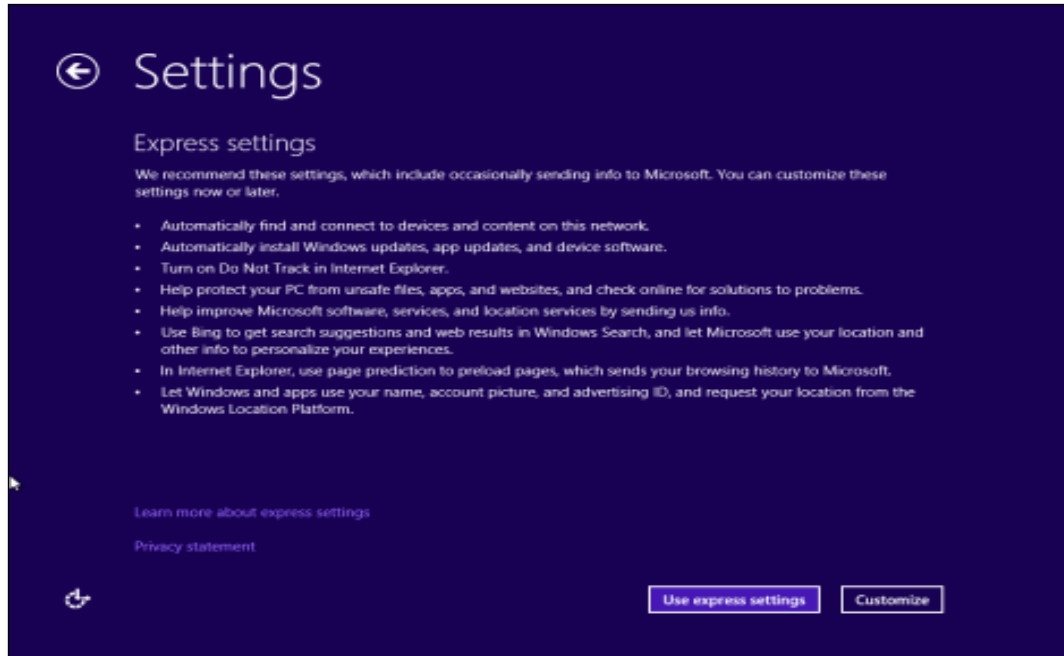 Settings
Express settings
We recommend these settings, which include occasionally sending info to Microsoft. You can customize these
settings now or later.
• Automatically find and connect to devices and content on this network.
• Automatically install Windows updates, app updates, and device software.
• Turn on Do Not Track in Internet Explorer.
• Help protect your PC from unsafe files, apps, and websites, and check online for solutions to problems.
• Help improve Microsoft software, services, and location services by sending us info.
• Use Bing to get search suggestions and web results in Windows Search, and let Microsoft use your location and
other info to personalize your experiences.
• In Internet Explorer, use page prediction to preload pages, which sends your browsing history to Microsoft.
• Let Windows and apps use your name, account picture, and advertising ID, and request your location from the
Windows Location Platform.
Learn more about express settings
Privacy statement
Use express settings
Customize